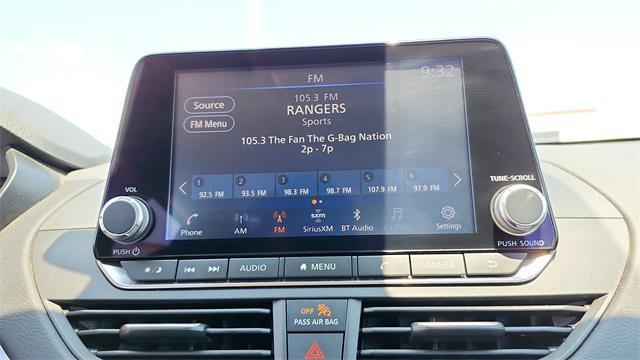 FM
9:32
105.3 FM
RANGERS
Sports
Source
FM Menu
105.3 The Fan The G-Bag Nation
2p - 7p
1 2 3 4 5 6
92.5 FM 93.5 FM 98.3 FM 98.7 FM 107.9 FM 97.9 FM
sxm
Phone AM FM SiriusXM BT Audio CarPlay Settings
VOL
PUSH
TUNE-SCROLL
PUSH SOUND
AUDIO MENU CAMERA
OFF
PASS AIR BAG